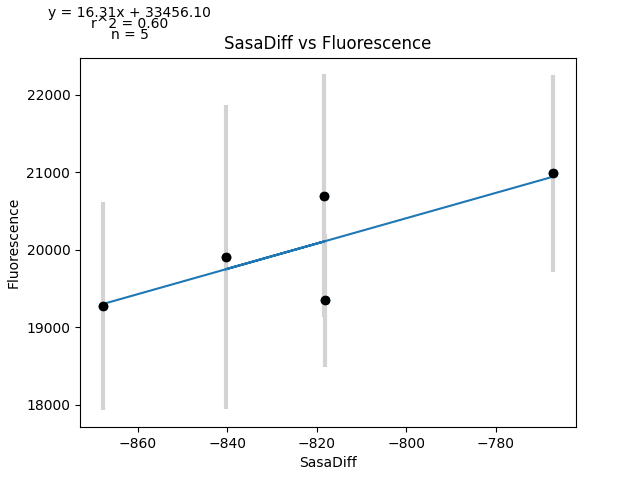 y = 16.31x + 33456.10
r^2 = 0.60
n = 5
SasaDiff vs Fluorescence
22000
21000
20000
19000
18000
Fluorescence
−860
−840
−820
−800
−780
SasaDiff